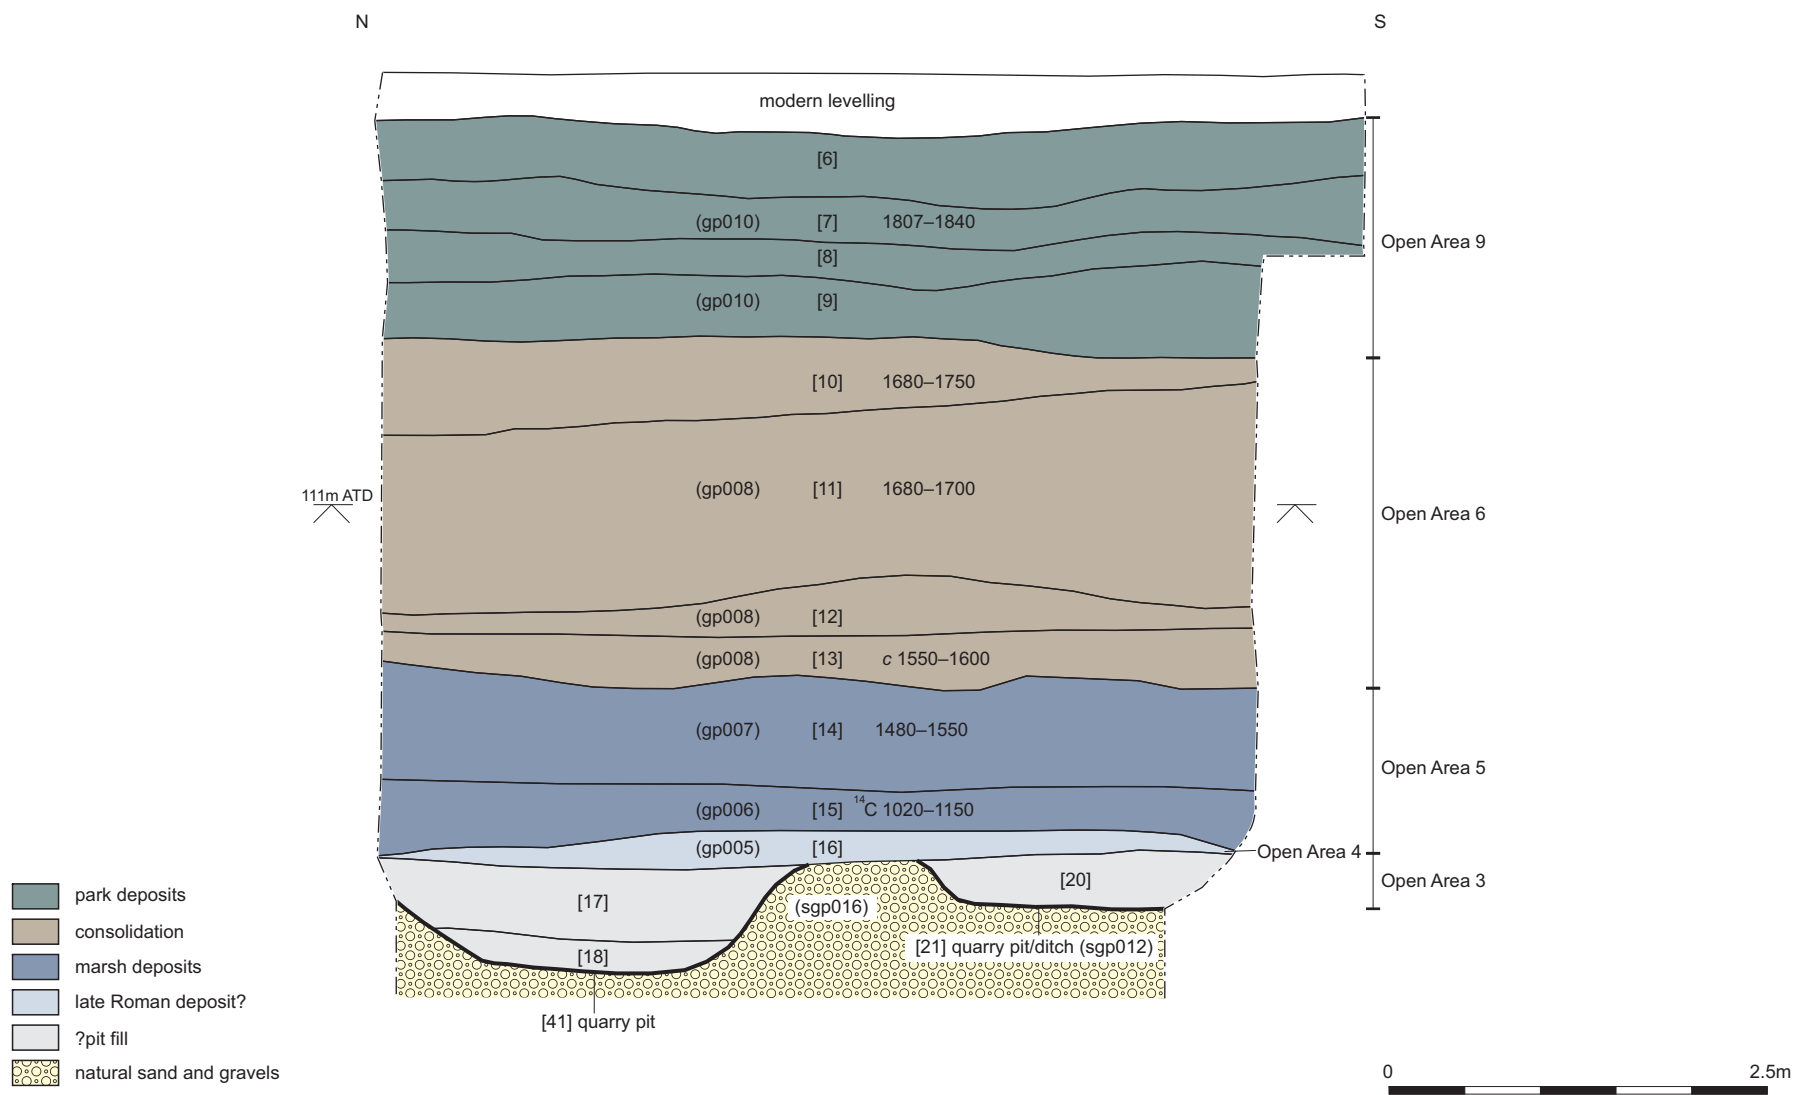 N
S
modern levelling
[6]
(gp010) [7] 1807–1840
Open Area 9
[8]
(gp010) [9]
[10] 1680–1750
(gp008) [11] 1680–1700
111m ATD
Open Area 6
(gp008) [12]
(gp008) [13] c 1550–1600
(gp007) [14] 1480–1550
Open Area 5
(gp006) [15] 14C 1020–1150
(gp005) [16]
Open Area 4
[20]
Open Area 3
[17]
(sgp016)
[21] quarry pit/ditch (sgp012)
[18]
[41] quarry pit
park deposits
consolidation
marsh deposits
late Roman deposit?
?pit fill
natural sand and gravels
0 2.5m